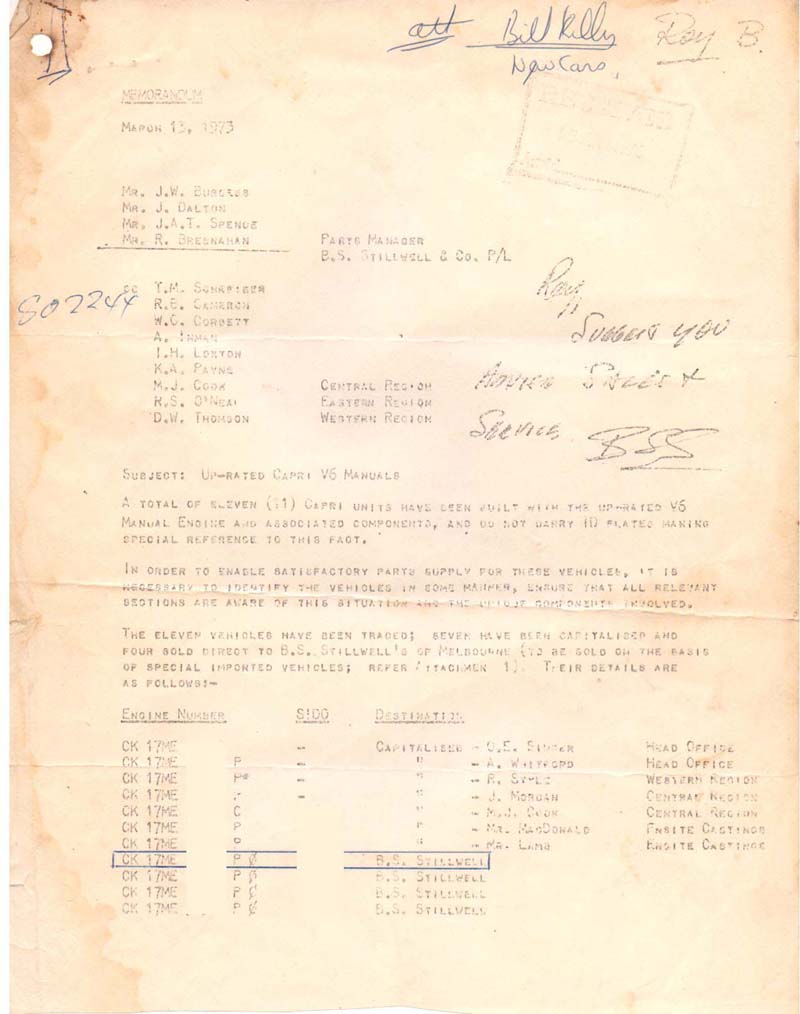 att Bill Kelly Roy B.
New Cars.
MEMORANDUM
MARCH 13, 1973
MR. J.W. BURGESS
MR. J. DALTON
MR. J.A.T. SPENCE
MR. R. BRESNAHAN PARTS MANAGER
B.S. STILLWELL & CO. P/L
CC T.M. SCHREIBER
R.B. CAMERON
W.C. CORBETT
A. INMAN
I.H. LOXTON
K.A. PAYNE
M.J. COOK CENTRAL REGION
R.S. O'NEAL EASTERN REGION
D.W. THOMSON WESTERN REGION
SO2244
Roy
SUGGEST YOU
ADVISE
SERVICE BSS
SUBJECT: UP-RATED CAPRI V6 MANUALS
A TOTAL OF ELEVEN (11) CAPRI UNITS HAVE BEEN BUILT WITH THE UP-RATED V6
MANUAL ENGINE AND ASSOCIATED COMPONENTS, AND DO NOT CARRY ID PLATES MAKING
SPECIAL REFERENCE TO THIS FACT.
IN ORDER TO ENABLE SATISFACTORY PARTS SUPPLY FOR THESE VEHICLES, IT IS
NECESSARY TO IDENTIFY THE VEHICLES IN SOME MANNER, ENSURE THAT ALL RELEVANT
SECTIONS ARE AWARE OF THIS SITUATION AND THE UNIQUE COMPONENTS INVOLVED.
THE ELEVEN VEHICLES HAVE BEEN TRADED; SEVEN HAVE BEEN CAPITALISED AND
FOUR SOLD DIRECT TO B.S. STILLWELL'S OF MELBOURNE (TO BE SOLD ON THE BASIS
OF SPECIAL IMPORTED VEHICLES; REFER ATTACHMENT 1). THEIR DETAILS ARE
AS FOLLOWS:-
ENGINE NUMBER DESTINATION
CK 17ME - CAPITALISED - HEAD OFFICE
CK 17ME P - " - A. WHITFORD HEAD OFFICE
CK 17ME P - " - R. WESTERN REGION
CK 17ME - " - J. MORGAN CENTRAL REGION
CK 17ME C " - M.J. COOK CENTRAL REGION
CK 17ME P " - MR. MACDONALD ENSITE CASTINGS
CK 17ME " - MR. LAMB ENSITE CASTINGS
CK 17ME P Ø B.S. STILLWELL
CK 17ME P Ø B.S. STILLWELL
CK 17ME P Ø B.S. STILLWELL
CK 17ME P Ø B.S. STILLWELL